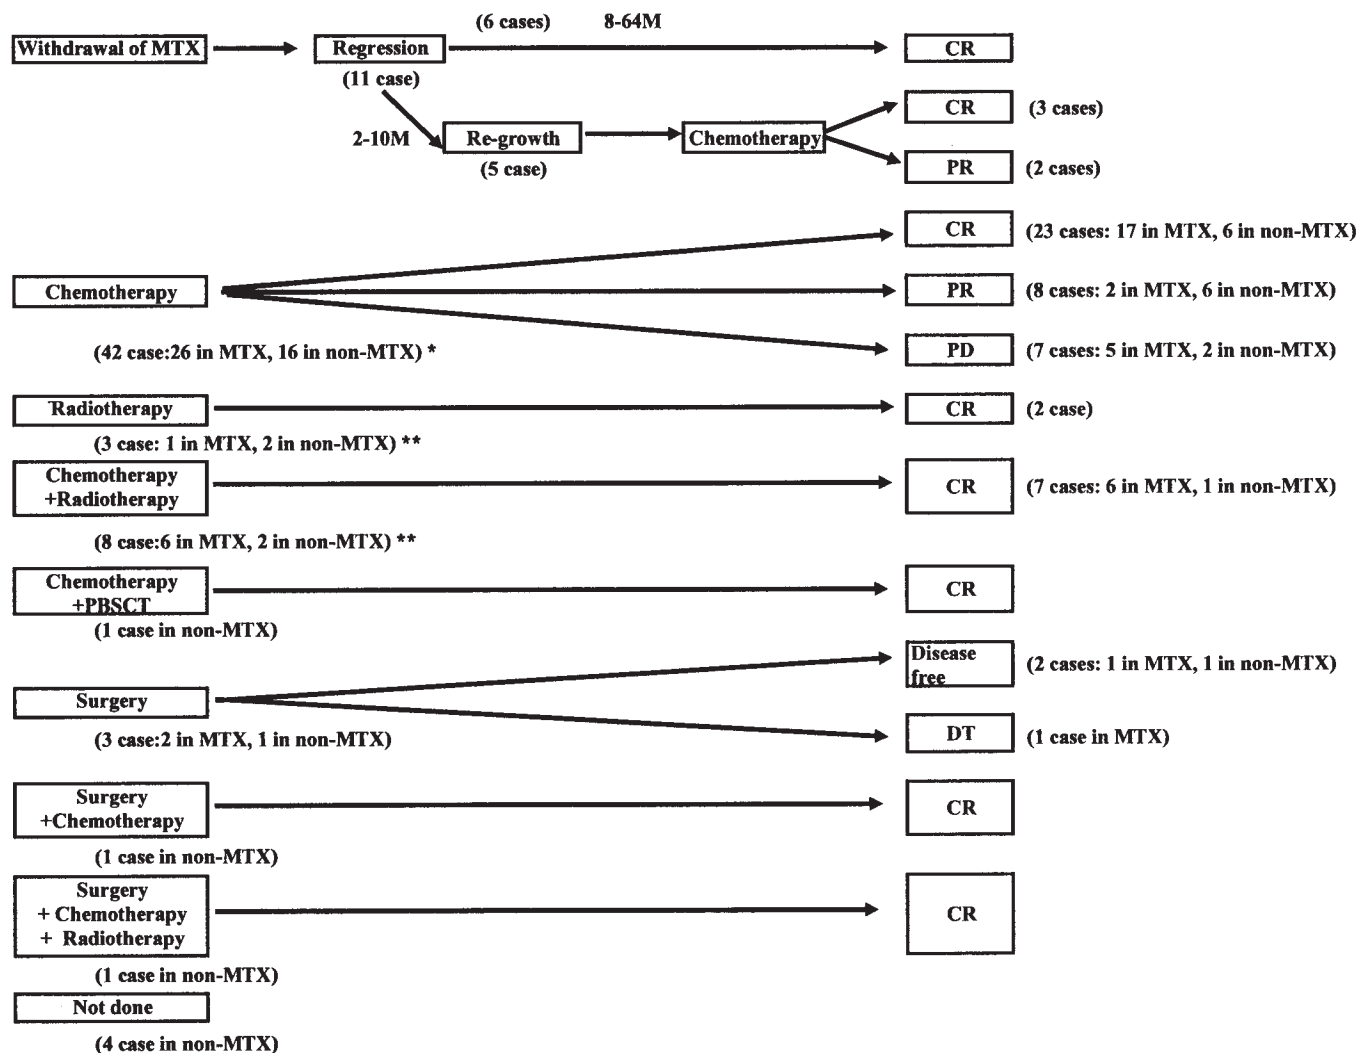 (6 cases) 8-64M
Withdrawal of MTX Regression CR
(11 case)
CR (3 cases)
2-10M Re-growth Chemotherapy
(5 case) PR (2 cases)
CR (23 cases: 17 in MTX, 6 in non-MTX)
Chemotherapy PR (8 cases: 2 in MTX, 6 in non-MTX)
(42 case:26 in MTX, 16 in non-MTX) * PD (7 cases: 5 in MTX, 2 in non-MTX)
Radiotherapy CR (2 case)
(3 case: 1 in MTX, 2 in non-MTX) **
Chemotherapy
+Radiotherapy CR (7 cases: 6 in MTX, 1 in non-MTX)
(8 case:6 in MTX, 2 in non-MTX) **
Chemotherapy
+PBSCT CR
(1 case in non-MTX)
Disease
free (2 cases: 1 in MTX, 1 in non-MTX)
Surgery
(3 case:2 in MTX, 1 in non-MTX) DT (1 case in MTX)
Surgery
+Chemotherapy CR
(1 case in non-MTX)
Surgery
+ Chemotherapy CR
+ Radiotherapy
(1 case in non-MTX)
Not done
(4 case in non-MTX)